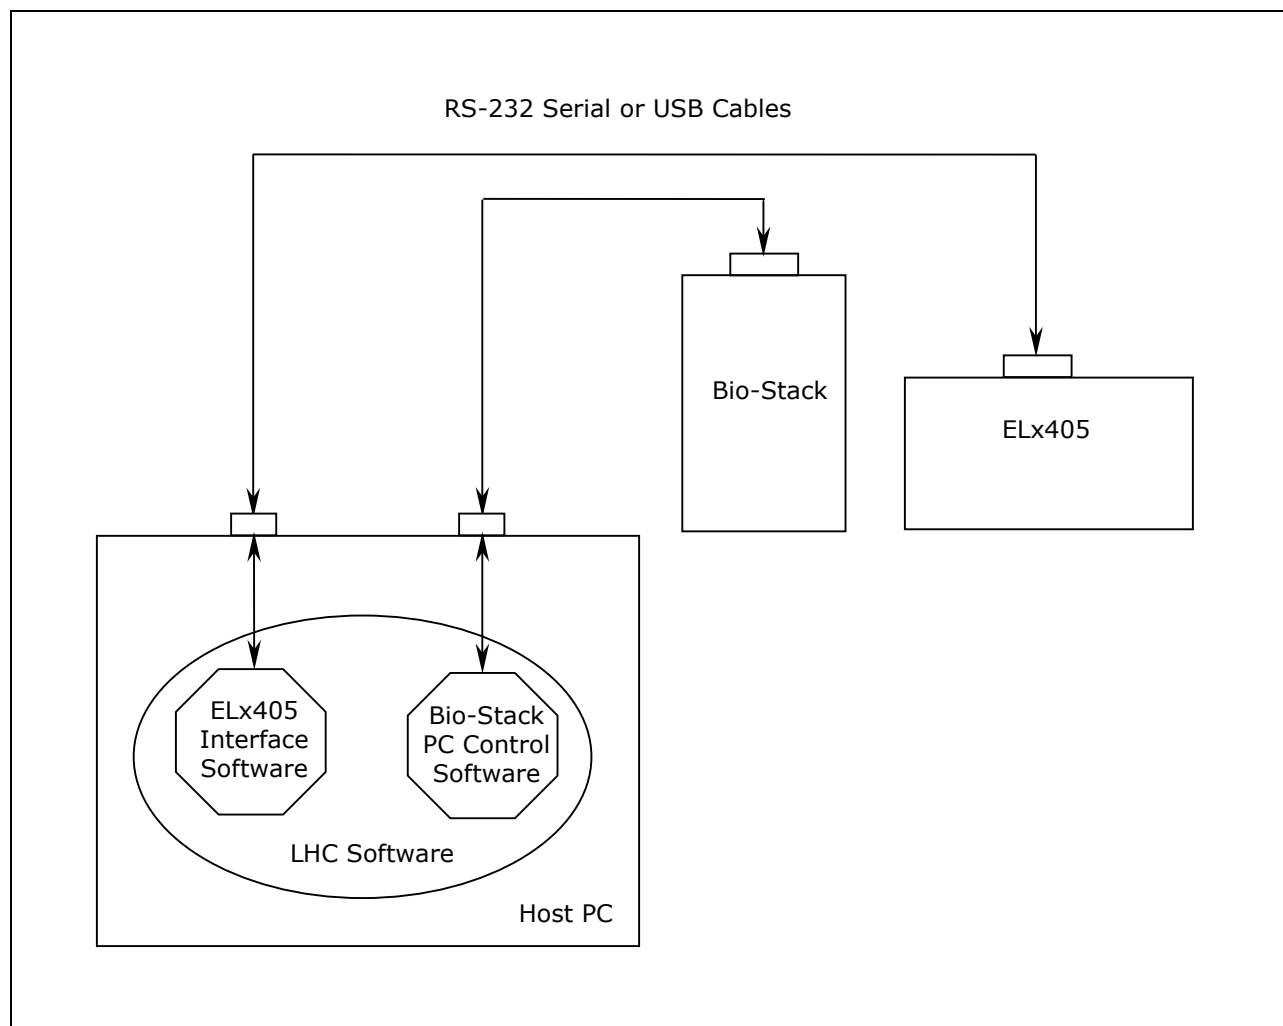 RS-232 Serial or USB Cables
Bio-Stack
ELx405
ELx405
Interface
Software
Bio-Stack
PC Control
Software
LHC Software
Host PC